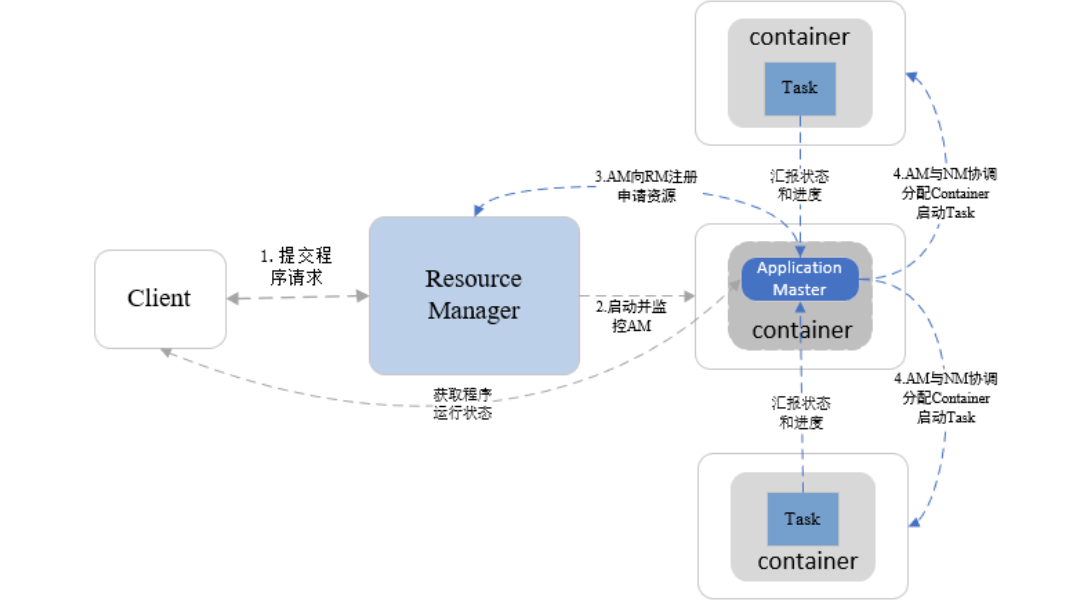 container
Task
3.AM向RM注册
申请资源
汇报状态
和进度
4.AM与NM协调
分配Container
启动Task
1. 提交程
序请求
Client
Resource
Manager
2.启动并监
控AM
Application
Master
container
获取程序
运行状态
汇报状态
和进度
4.AM与NM协调
分配Container
启动Task
Task
container